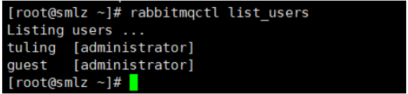 [root@smlz ~]# rabbitmqctl list_users
Listing users ...
tuling  [administrator]
guest   [administrator]
[root@smlz ~]#